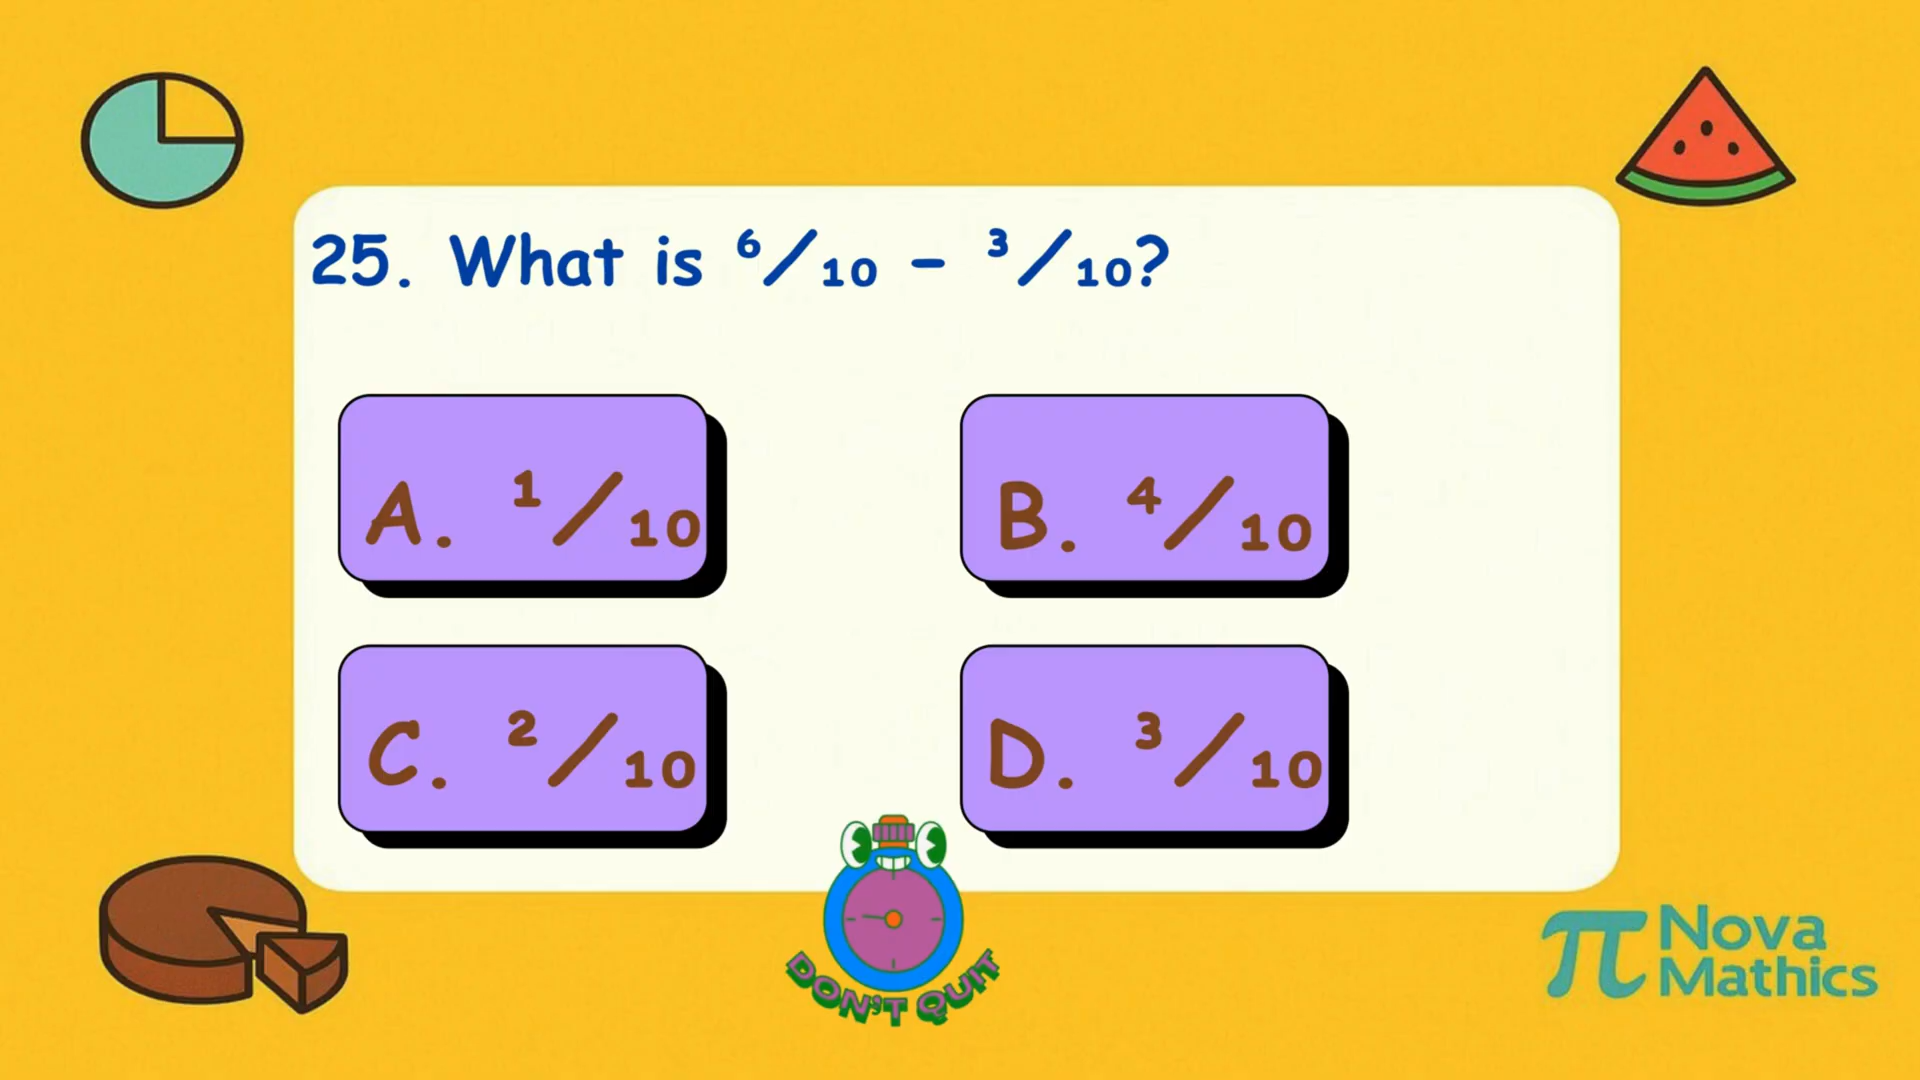 25. What is ⁶/₁₀ – ³/₁₀?
A. ¹/₁₀
B. ⁴/₁₀
C. ²/₁₀
D. ³/₁₀
DON'T QUIT
π Nova
Mathics